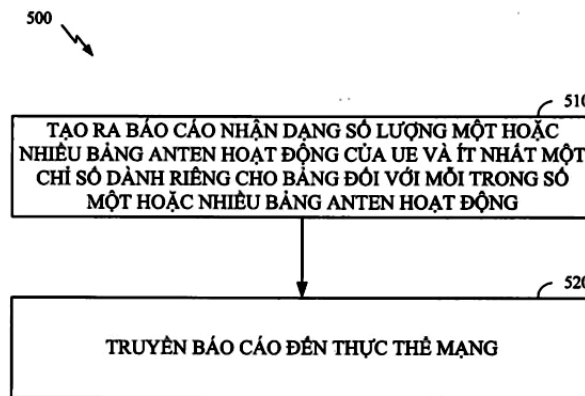 500
510
TẠO RA BÁO CÁO NHẬN DẠNG SỐ LƯỢNG MỘT HOẶC
NHIỀU BẢNG ANTEN HOẠT ĐỘNG CỦA UE VÀ ÍT NHẤT MỘT
CHỈ SỐ DÀNH RIÊNG CHO BẢNG ĐỐI VỚI MỖI TRONG SỐ
MỘT HOẶC NHIỀU BẢNG ANTEN HOẠT ĐỘNG
520
TRUYỀN BÁO CÁO ĐẾN THỰC THỂ MẠNG